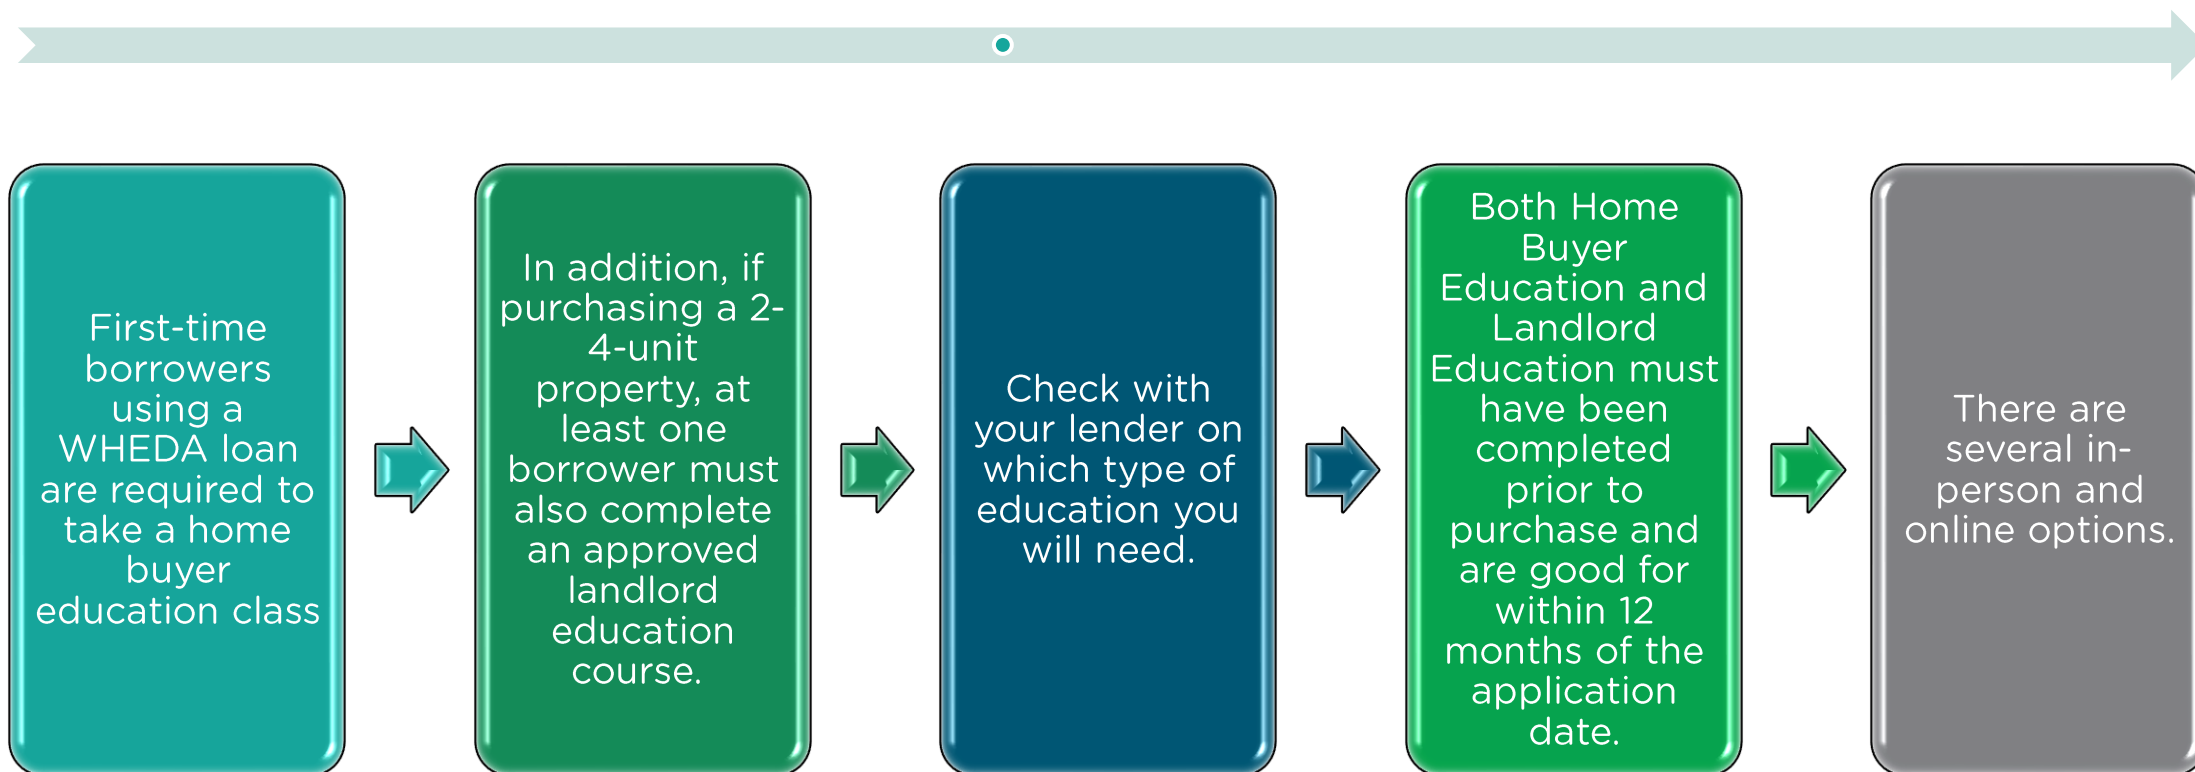 First-time
borrowers
using a
WHEDA loan
are required to
take a home
buyer
education class
In addition, if
purchasing a 2-
4-unit
property, at
least one
borrower must
also complete
an approved
landlord
education
course.
Check with
your lender on
which type of
education you
will need.
Both Home
Buyer
Education and
Landlord
Education must
have been
completed
prior to
purchase and
are good for
within 12
months of the
application
date.
There are
several in-
person and
online options.